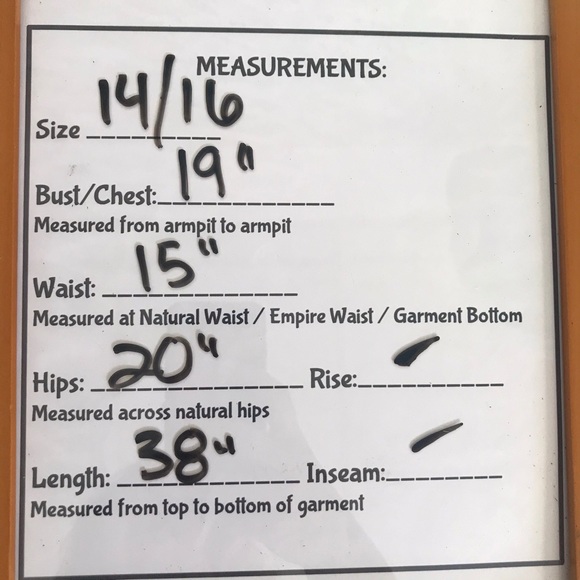 MEASUREMENTS:
Size 14/16
Bust/Chest: 19"
Measured from armpit to armpit
Waist: 15"
Measured at Natural Waist / Empire Waist / Garment Bottom
Hips: 20" Rise: -
Measured across natural hips
Length: 38" Inseam: -
Measured from top to bottom of garment